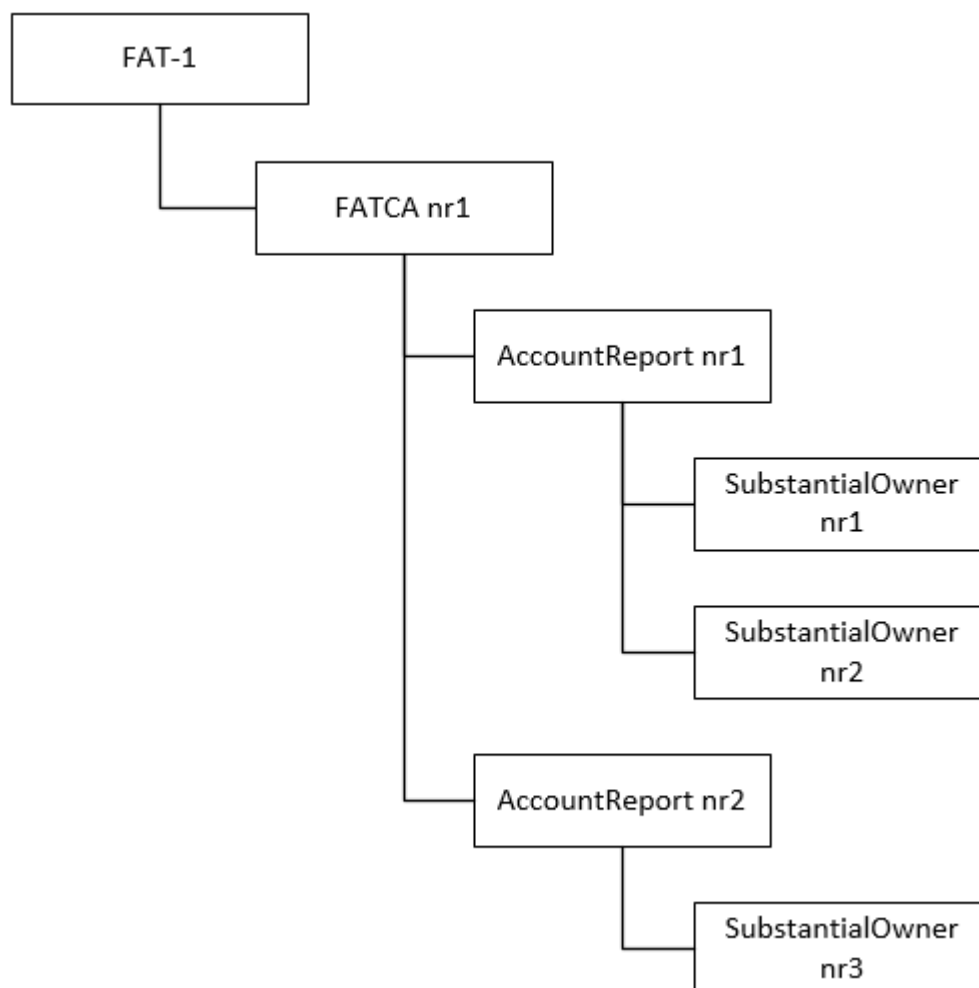 FAT-1
FATCA nr1
AccountReport nr1
SubstantialOwner
nr1
SubstantialOwner
nr2
AccountReport nr2
SubstantialOwner
nr3